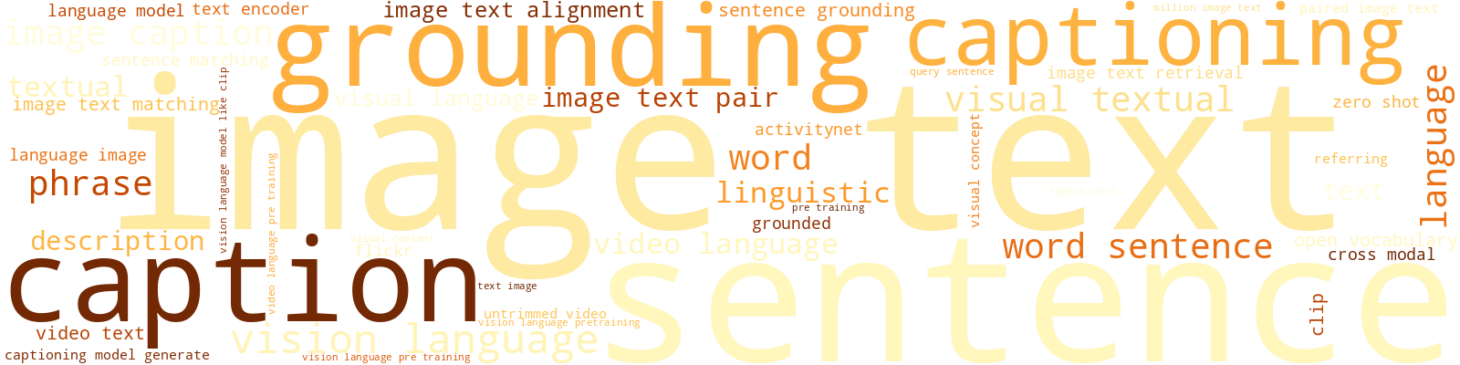 language model
text encoder
image text alignment
sentence grounding
million image text
paired image text
image caption
grounding
captioning
sentence matching
query sentence
image text retrieval
textual
visual language
image text pair
visual textual
zero shot
image text matching
vision language model like clip
language
image text
activitynet
visual concept
language image
word
referring
phrase
video language pre training
linguistic
text
pre training
grounded
description
visual content
flickr
video language
word sentence
open vocabulary
cross modal
caption
sentence
text image
clip
untrimmed video
video text
vision language
vision language pretraining
captioning model generate
vision language pre training